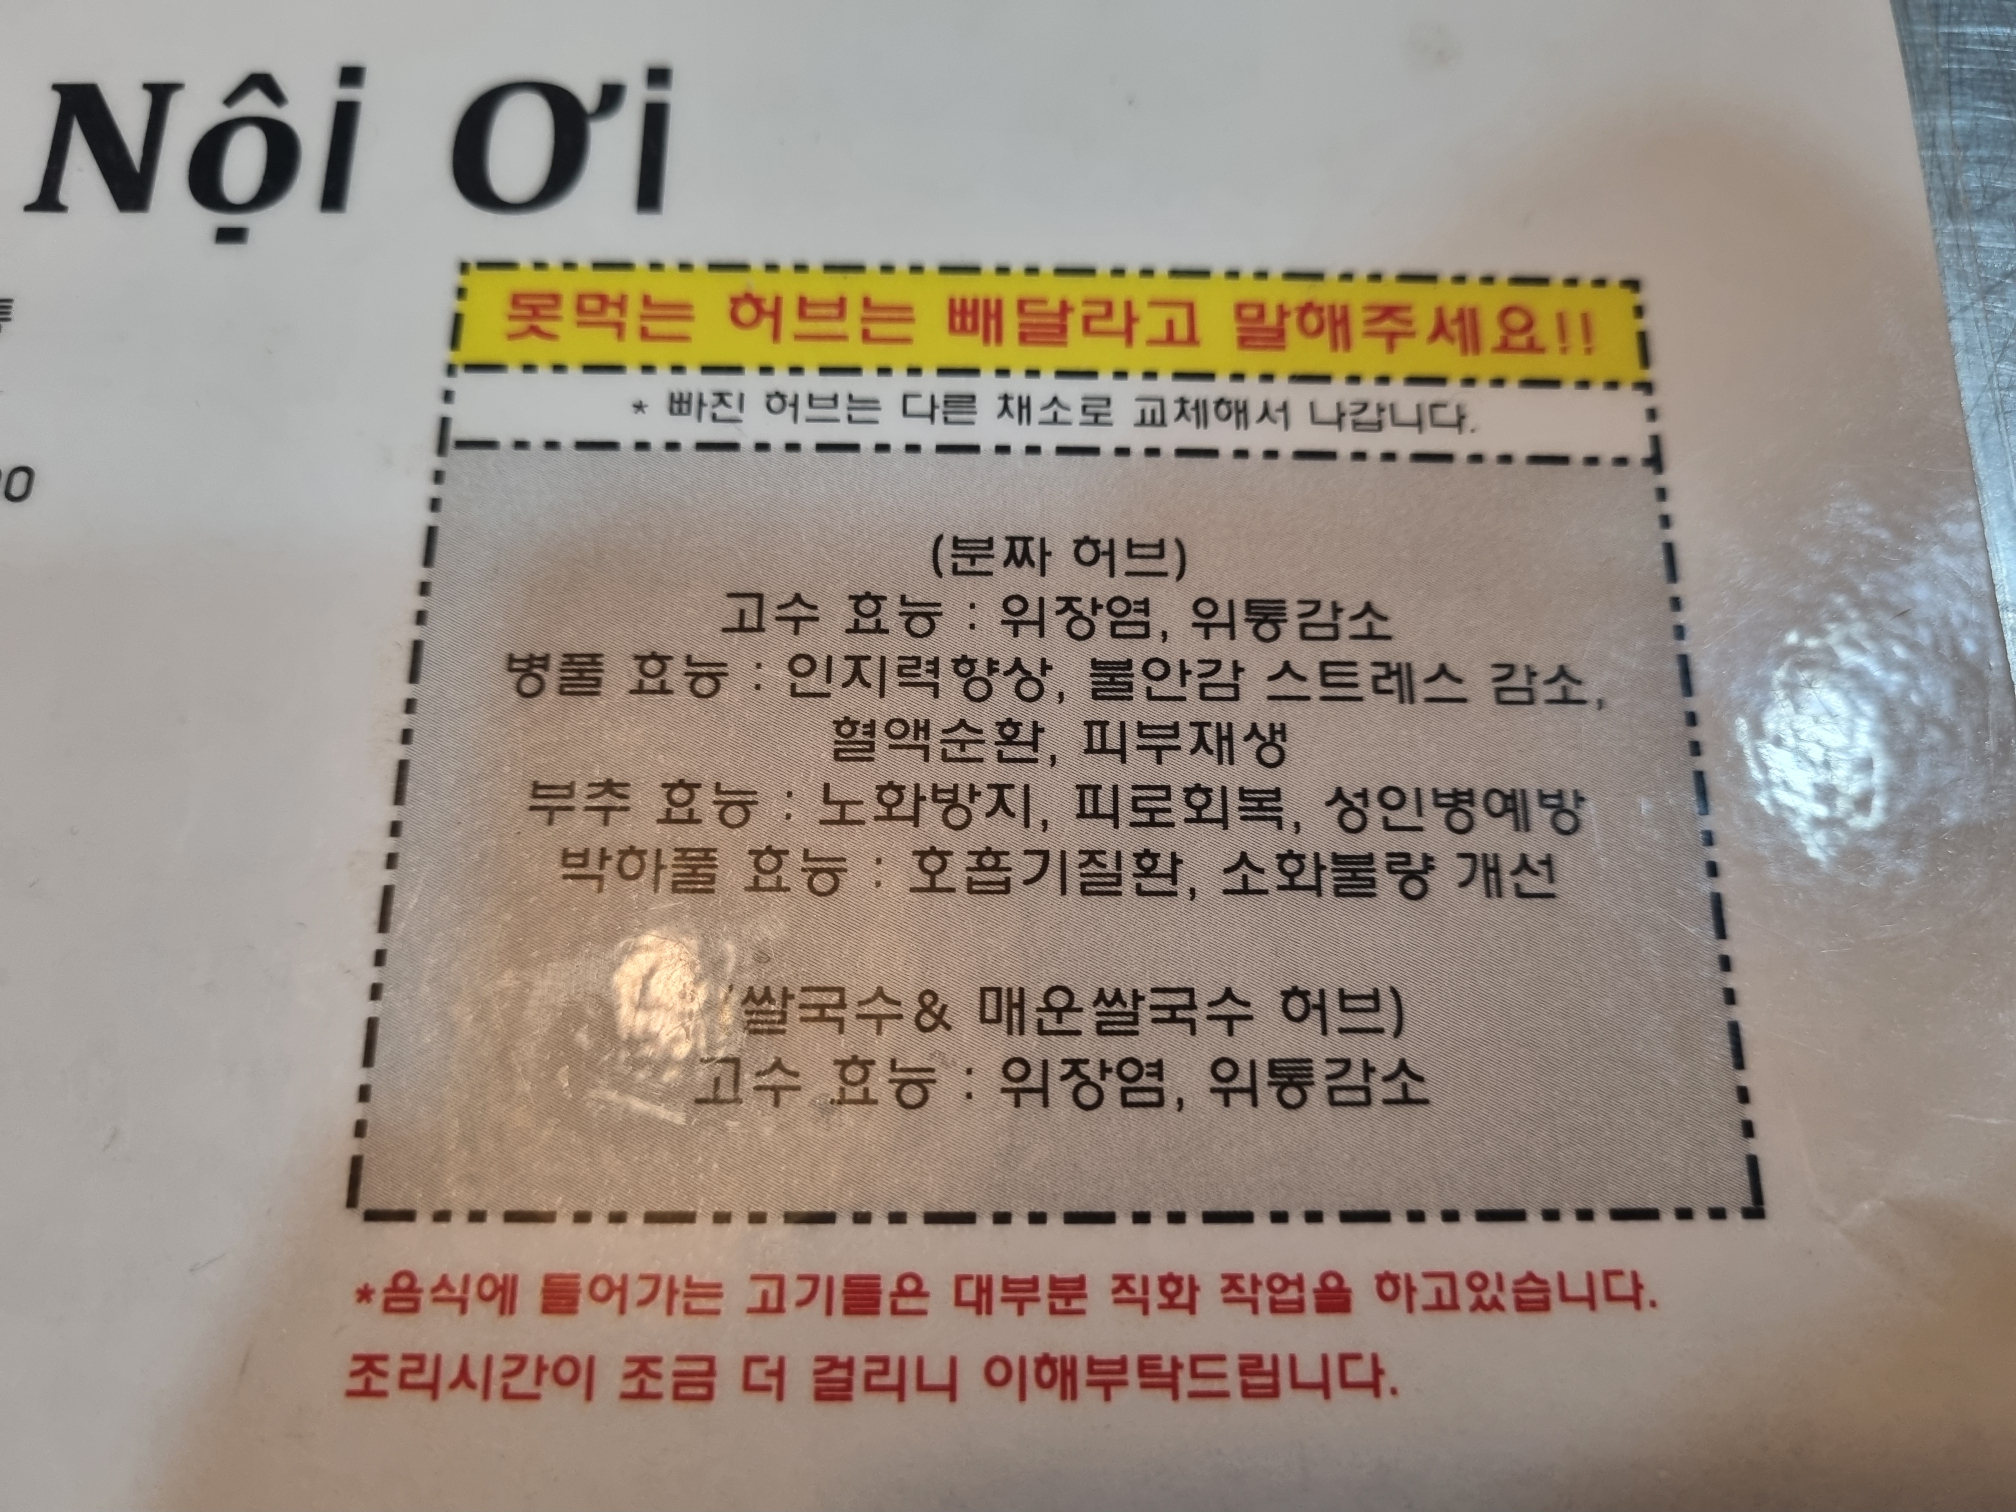 Nội Ơi
못먹는 허브는 빼달라고 말해주세요!!
* 빠진 허브는 다른 채소로 교체해서 나갑니다.
(분짜 허브)
고수 효능 : 위장염, 위통감소
병풀 효능 : 인지력향상, 불안감 스트레스 감소,
혈액순환, 피부재생
부추 효능 : 노화방지, 피로회복, 성인병예방
박하풀 효능 : 호흡기질환, 소화불량 개선
(쌀국수& 매운쌀국수 허브)
고수 효능 : 위장염, 위통감소
*음식에 들어가는 고기들은 대부분 직화 작업을 하고있습니다.
조리시간이 조금 더 걸리니 이해부탁드립니다.